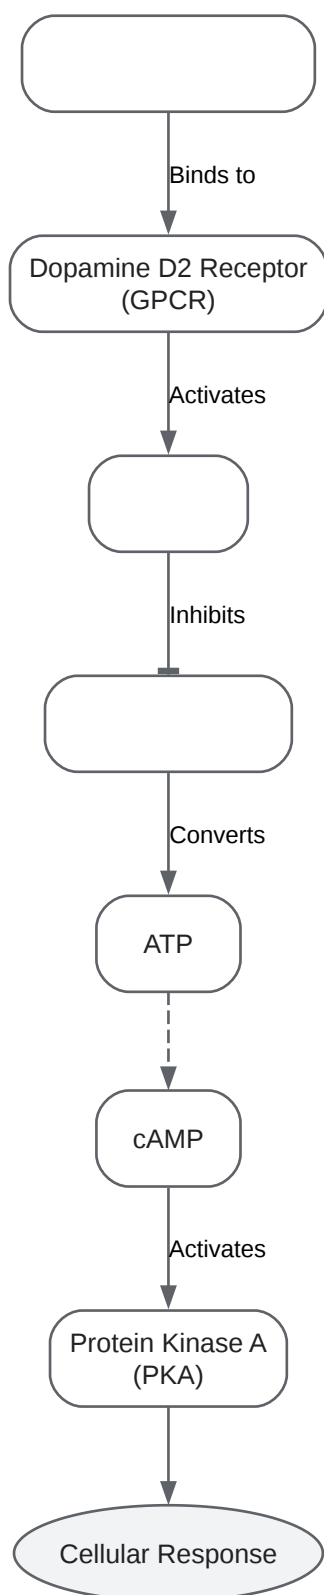 Binds to
Dopamine D2 Receptor
(GPCR)
Activates
Inhibits
Converts
ATP
cAMP
Activates
Protein Kinase A
(PKA)
Cellular Response